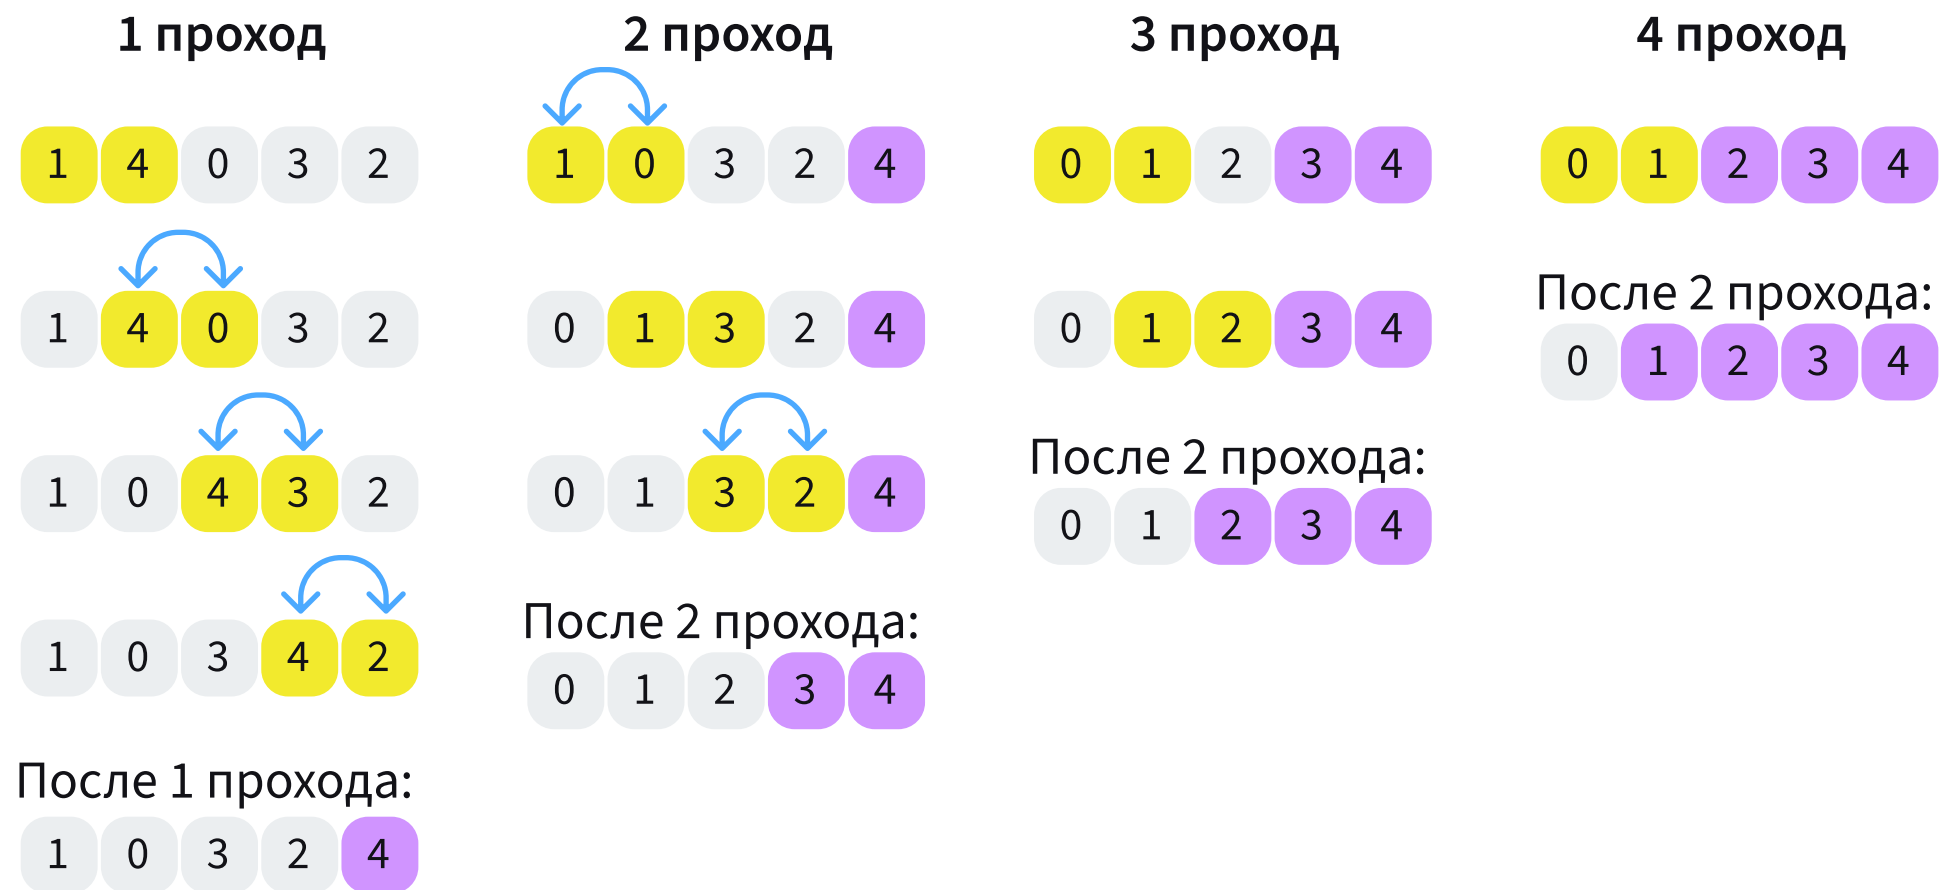 1 проход
1 4 0 3 2
1 4 0 3 2
1 0 4 3 2
1 0 3 4 2
После 1 прохода:
1 0 3 2 4
2 проход
1 0 3 2 4
0 1 3 2 4
0 1 3 2 4
После 2 прохода:
0 1 2 3 4
3 проход
0 1 2 3 4
0 1 2 3 4
После 2 прохода:
0 1 2 3 4
4 проход
0 1 2 3 4
После 2 прохода:
0 1 2 3 4